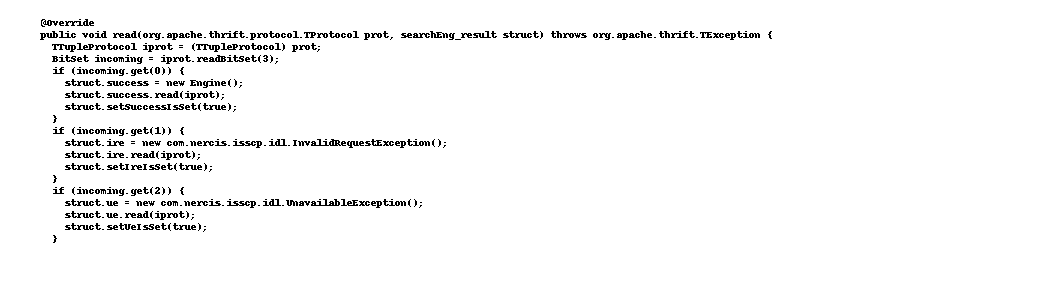 @Override
public void read(org.apache.thrift.protocol.TProtocol prot, searchEng_result struct) throws org.apache.thrift.TException {
TTupleProtocol iprot = (TTupleProtocol) prot;
BitSet incoming = iprot.readBitSet(3);
if (incoming.get(0)) {
struct.success = new Engine();
struct.success.read(iprot);
struct.setSuccessIsSet(true);
}
if (incoming.get(1)) {
struct.ire = new com.nercis.isscp.idl.InvalidRequestException();
struct.ire.read(iprot);
struct.setIreIsSet(true);
}
if (incoming.get(2)) {
struct.ue = new com.nercis.isscp.idl.UnavailableException();
struct.ue.read(iprot);
struct.setUeIsSet(true);
}